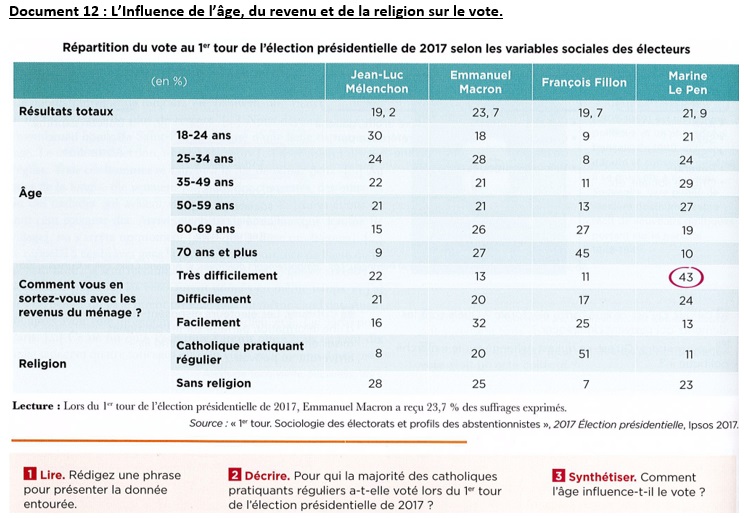 Document 12 : L’Influence de l’âge, du revenu et de la religion sur le vote.
Répartition du vote au 1er tour de l’élection présidentielle de 2017 selon les variables sociales des électeurs
(en %) Jean-Luc Mélenchon Emmanuel Macron François Fillon Marine Le Pen
Résultats totaux 19, 2 23, 7 19, 7 21, 9
Âge
18-24 ans 30 18 9 21
25-34 ans 24 28 8 24
35-49 ans 22 21 11 29
50-59 ans 21 21 13 27
60-69 ans 15 26 27 19
70 ans et plus 9 27 45 10
Comment vous en sortez-vous avec les revenus du ménage ?
Très difficilement 22 13 11 43
Difficilement 21 20 17 24
Facilement 16 32 25 13
Religion
Catholique pratiquant régulier 8 20 51 11
Sans religion 28 25 7 23
Lecture : Lors du 1er tour de l’élection présidentielle de 2017, Emmanuel Macron a reçu 23,7 % des suffrages exprimés.
Source : « 1er tour. Sociologie des électorats et profils des abstentionnistes », 2017 Élection présidentielle, Ipsos 2017.
1 Lire. Rédigez une phrase
pour présenter la donnée
entourée.
2 Décrire. Pour qui la majorité des catholiques
pratiquants réguliers a-t-elle voté lors du 1er tour
de l’élection présidentielle de 2017 ?
3 Synthétiser. Comment
l’âge influence-t-il le vote ?